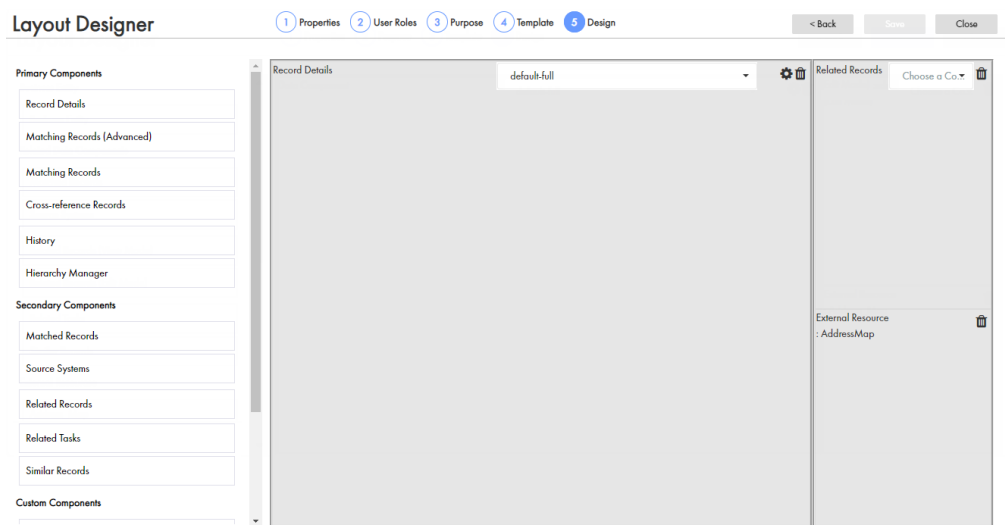 Layout Designer
1 Properties 2 User Roles 3 Purpose 4 Template 5 Design
< Back Save Close
Primary Components
Record Details
Matching Records (Advanced)
Matching Records
Cross-reference Records
History
Hierarchy Manager
Secondary Components
Matched Records
Source Systems
Related Records
Related Tasks
Similar Records
Custom Components
Record Details default-full
Related Records Choose a Co...
External Resource
: AddressMap